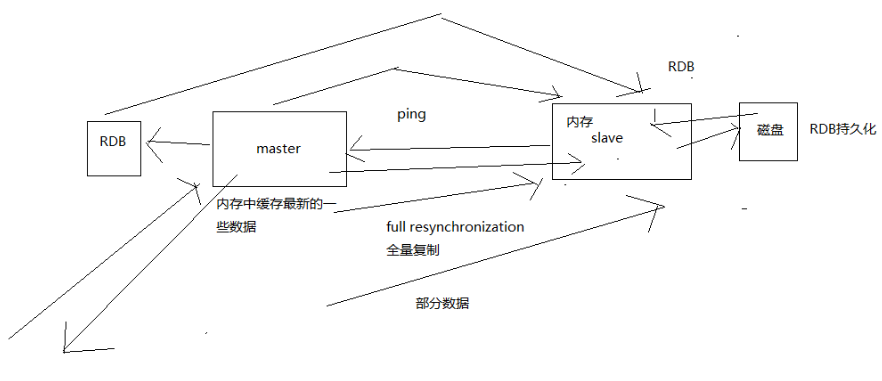 RDB
ping
内存
RDB
master
slave
磁盘
RDB持久化
内存中缓存最新的一
些数据
full resynchronization
全量复制
部分数据